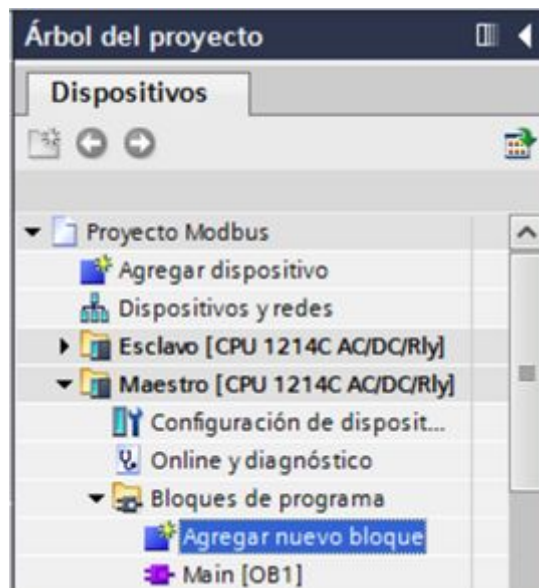 Árbol del proyecto
Dispositivos
Proyecto Modbus
Agregar dispositivo
Dispositivos y redes
Esclavo [CPU 1214C AC/DC/Rly]
Maestro [CPU 1214C AC/DC/Rly]
Configuración de disposit...
Online y diagnóstico
Bloques de programa
Agregar nuevo bloque
Main [OB1]